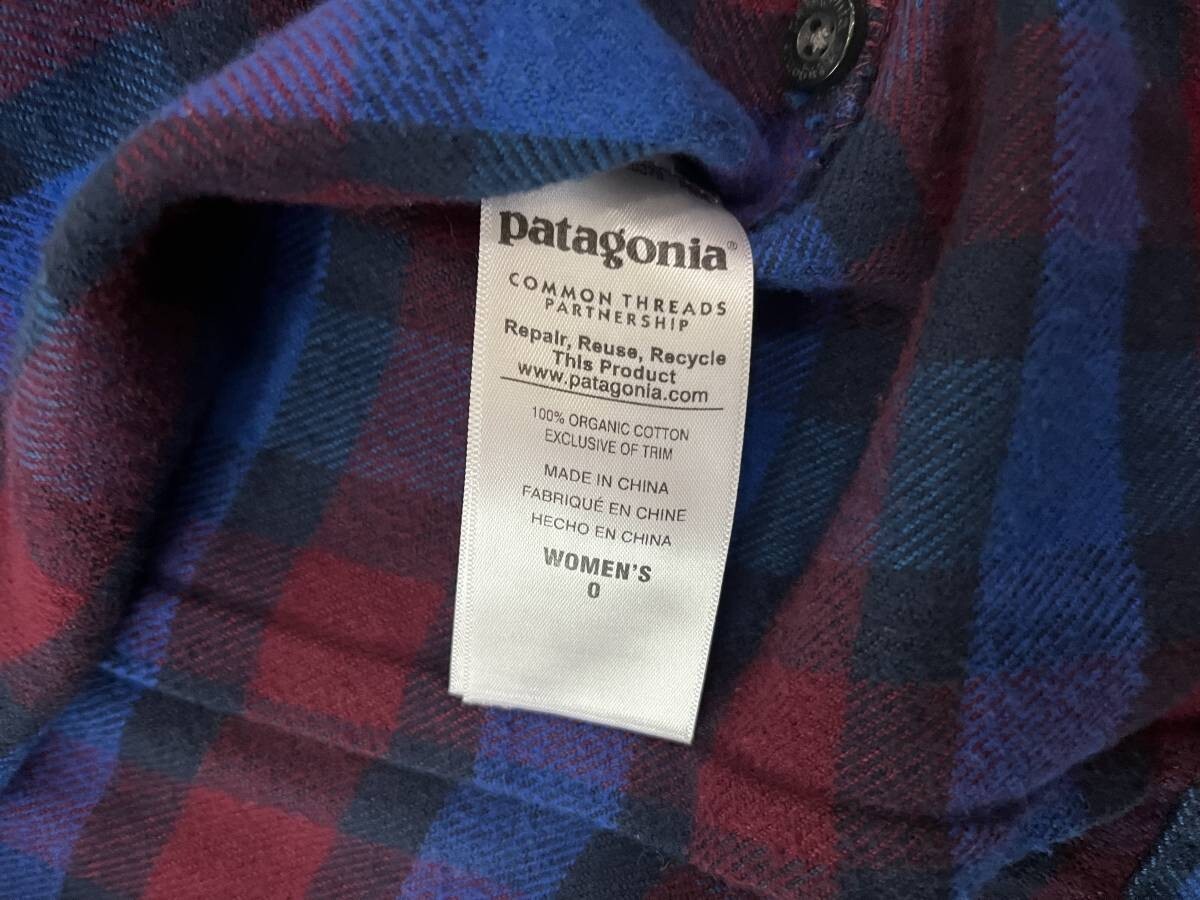 patagonia®
COMMON THREADS
PARTNERSHIP
Repair, Reuse, Recycle
This Product
www.patagonia.com
100% ORGANIC COTTON
EXCLUSIVE OF TRIM
MADE IN CHINA
FABRIQUÉ EN CHINE
HECHO EN CHINA
WOMEN'S
0